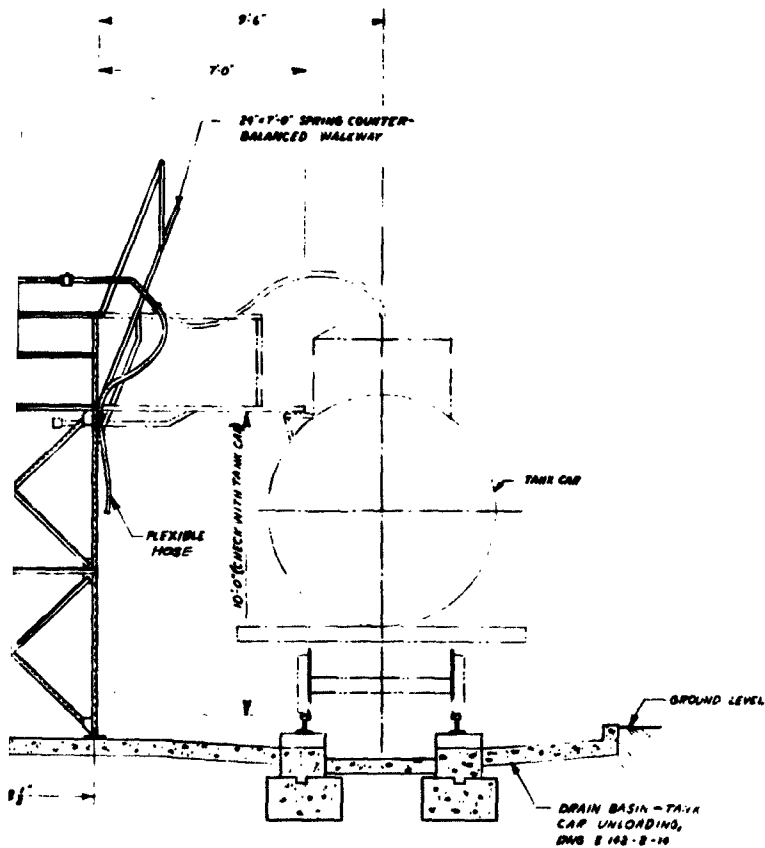 9'-6"
7'-0"
24" x 7'-0" SPRING COUNTER-
BALANCED WALKWAY
10'-0" (CHECK WITH TANK CAR)
TANK CAR
FLEXIBLE
HOSE
GROUND LEVEL
DRAIN BASIN - TANK
CAR UNLOADING,